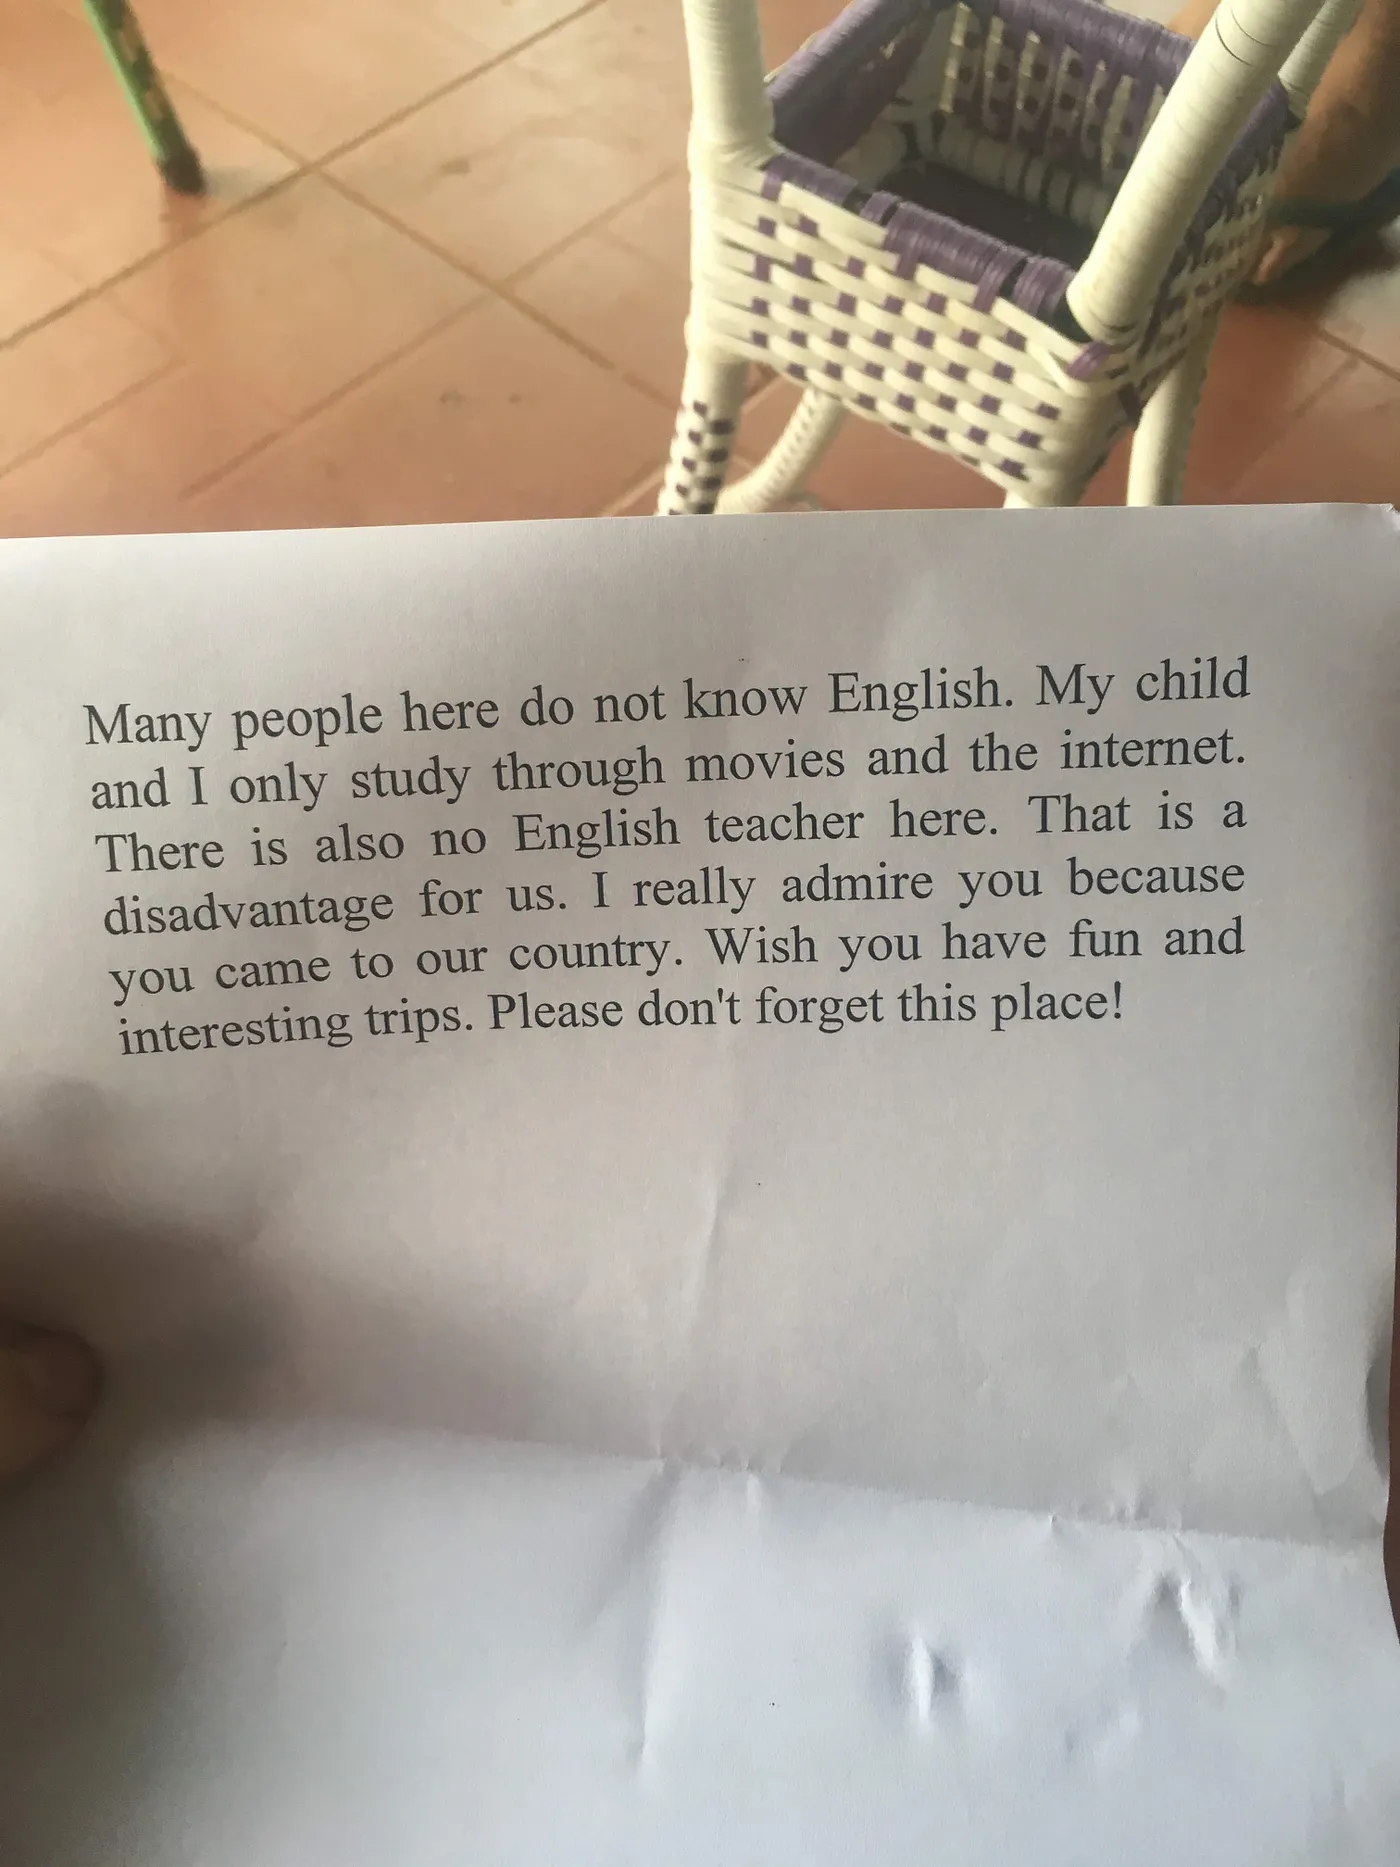 Many people here do not know English. My child
and I only study through movies and the internet.
There is also no English teacher here. That is a
disadvantage for us. I really admire you because
you came to our country. Wish you have fun and
interesting trips. Please don't forget this place!